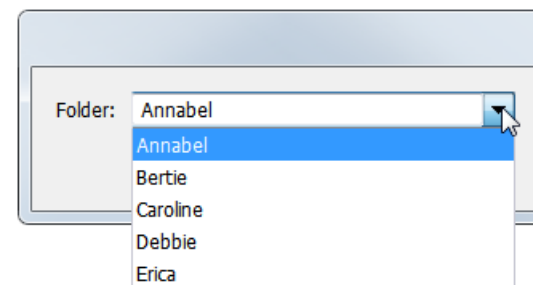 Folder: Annabel
Annabel
Bertie
Caroline
Debbie
Erica